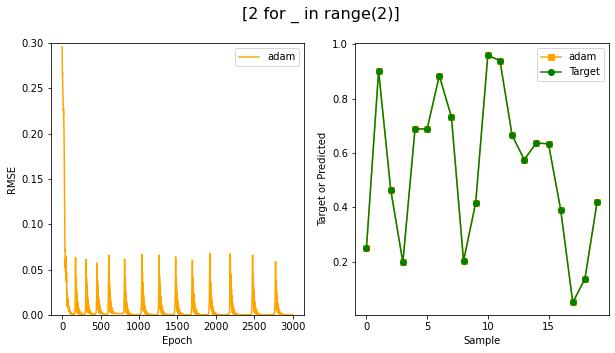 [2 for _ in range(2)]
0.30
0.25
0.20
0.15
0.10
0.05
0.00
RMSE
0 500 1000 1500 2000 2500 3000
Epoch
adam
1.0
0.8
0.6
0.4
0.2
Target or Predicted
0 5 10 15
Sample
adam
Target